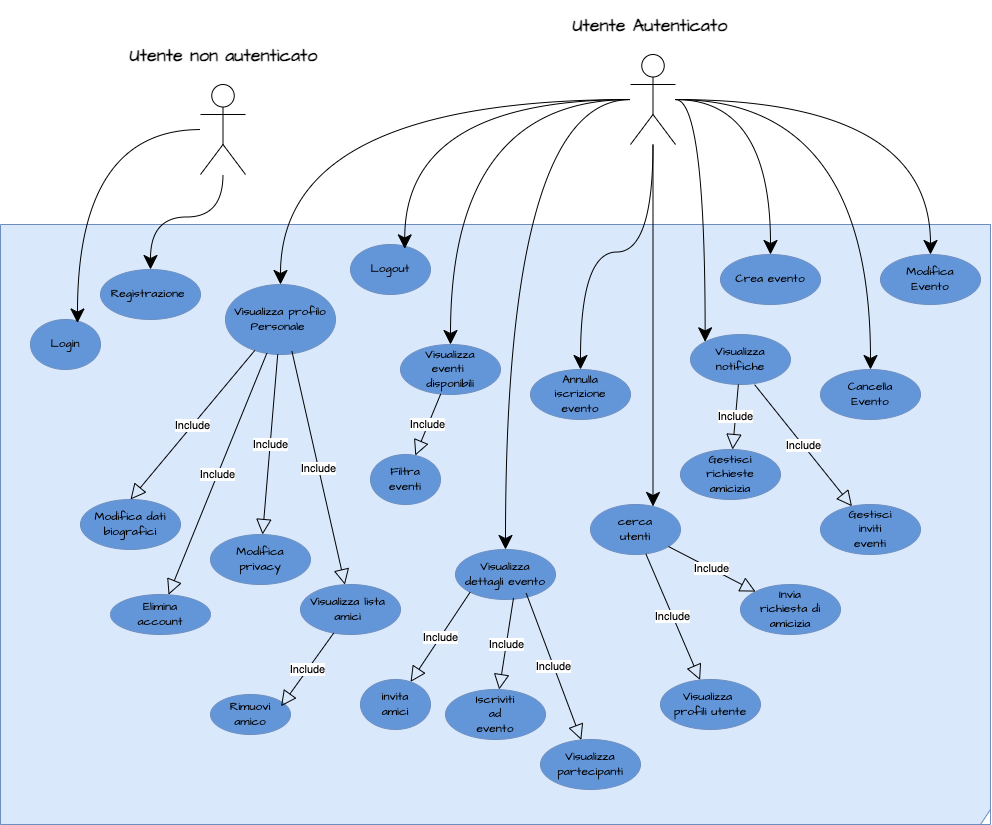 Utente Autenticato
Utente non autenticato
Logout
Crea evento
Modifica
Evento
Registrazione
Visualizza profilo
Personale
Login
Visualizza
eventi
disponibili
Visualizza
notifiche
Annulla
iscrizione
evento
Cancella
Evento
Include
Include
Include
Include
Include
Include
Include
Filtra
eventi
Gestisci
richieste
amicizia
Modifica dati
biografici
cerca
utenti
Gestisci
inviti
eventi
Modifica
privacy
Visualizza
dettagli evento
Include
Elimina
account
Visualizza lista
amici
Invia
richiesta di
amicizia
Include
Include
Include
Include
Include
Rimuovi
amico
invita
amici
Iscriviti
ad
evento
Visualizza
profili utente
Visualizza
partecipanti